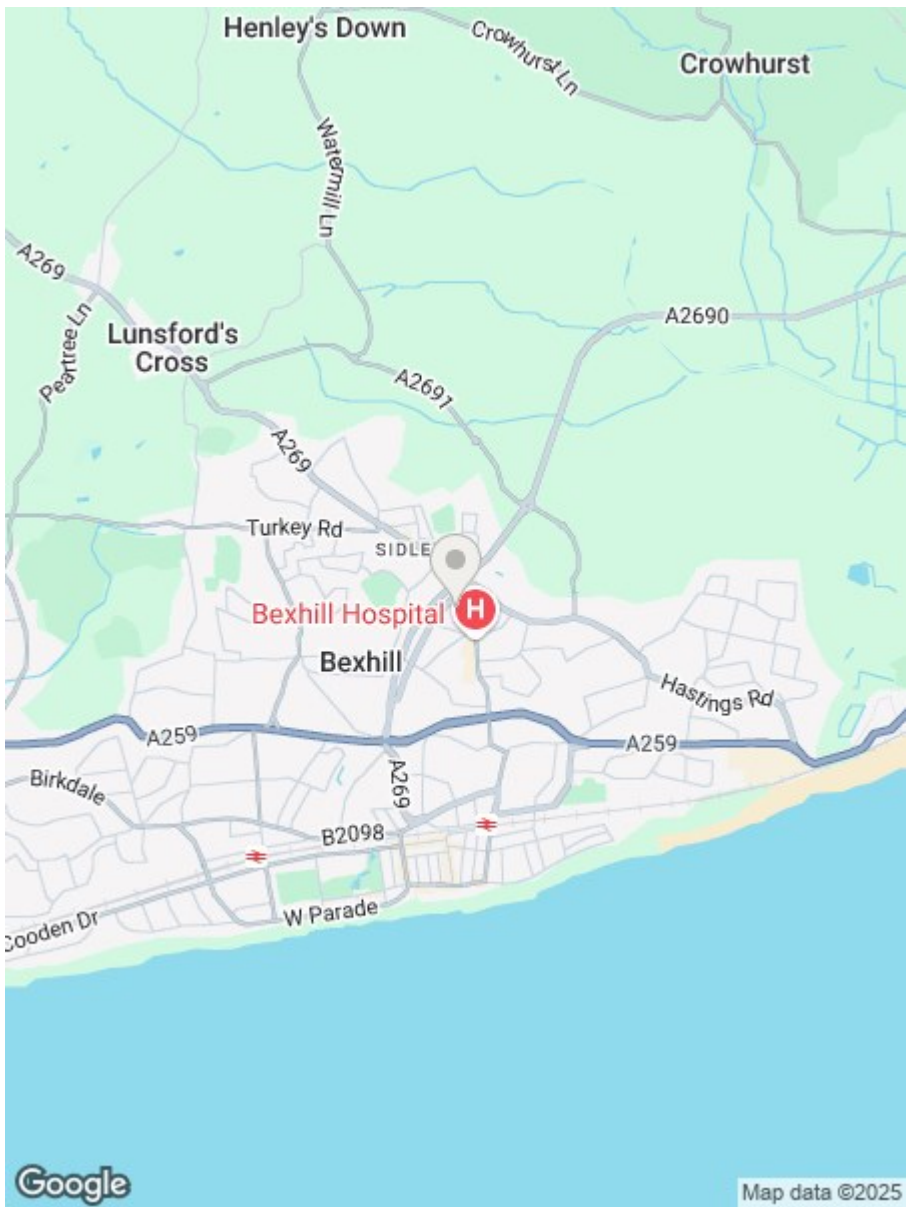 Henley's Down
Crowhurst Ln
Crowhurst
Watermill Ln
A269
A2690
Peartree Ln
Lunsford's
Cross
A2691
A269
Turkey Rd
SIDLE
Bexhill Hospital
H
Bexhill
Hastings Rd
A259
A259
Birkdale
A269
B2098
W Parade
Cooden Dr
Google
Map data ©2025